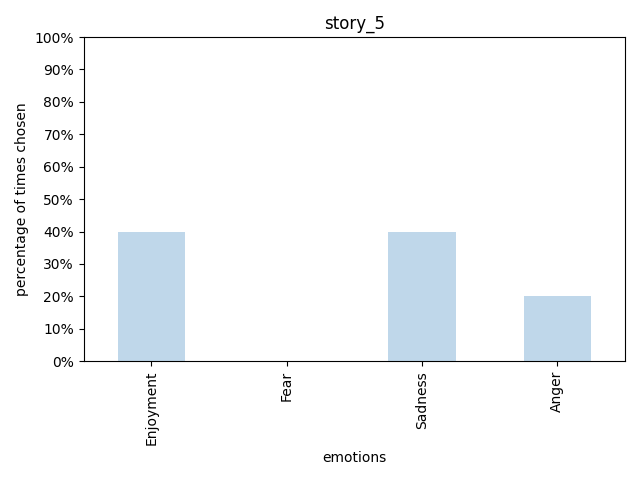 story_5
percentage of times chosen
100%
90%
80%
70%
60%
50%
40%
30%
20%
10%
0%
Enjoyment
Fear
Sadness
Anger
emotions